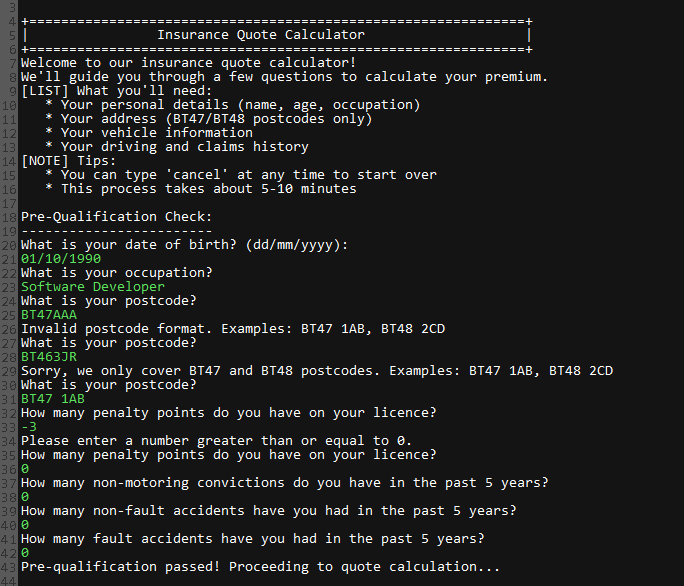 3
4 +==============================================================+
5 |                Insurance Quote Calculator                    |
6 +==============================================================+
7 Welcome to our insurance quote calculator!
8 We'll guide you through a few questions to calculate your premium.
9 [LIST] What you'll need:
10    * Your personal details (name, age, occupation)
11    * Your address (BT47/BT48 postcodes only)
12    * Your vehicle information
13    * Your driving and claims history
14 [NOTE] Tips:
15    * You can type 'cancel' at any time to start over
16    * This process takes about 5-10 minutes
17
18 Pre-Qualification Check:
19 ------------------------
20 What is your date of birth? (dd/mm/yyyy):
21 01/10/1990
22 What is your occupation?
23 Software Developer
24 What is your postcode?
25 BT47AAA
26 Invalid postcode format. Examples: BT47 1AB, BT48 2CD
27 What is your postcode?
28 BT463JR
29 Sorry, we only cover BT47 and BT48 postcodes. Examples: BT47 1AB, BT48 2CD
30 What is your postcode?
31 BT47 1AB
32 How many penalty points do you have on your licence?
33 -3
34 Please enter a number greater than or equal to 0.
35 How many penalty points do you have on your licence?
36 0
37 How many non-motoring convictions do you have in the past 5 years?
38 0
39 How many non-fault accidents have you had in the past 5 years?
40 0
41 How many fault accidents have you had in the past 5 years?
42 0
43 Pre-qualification passed! Proceeding to quote calculation...
44